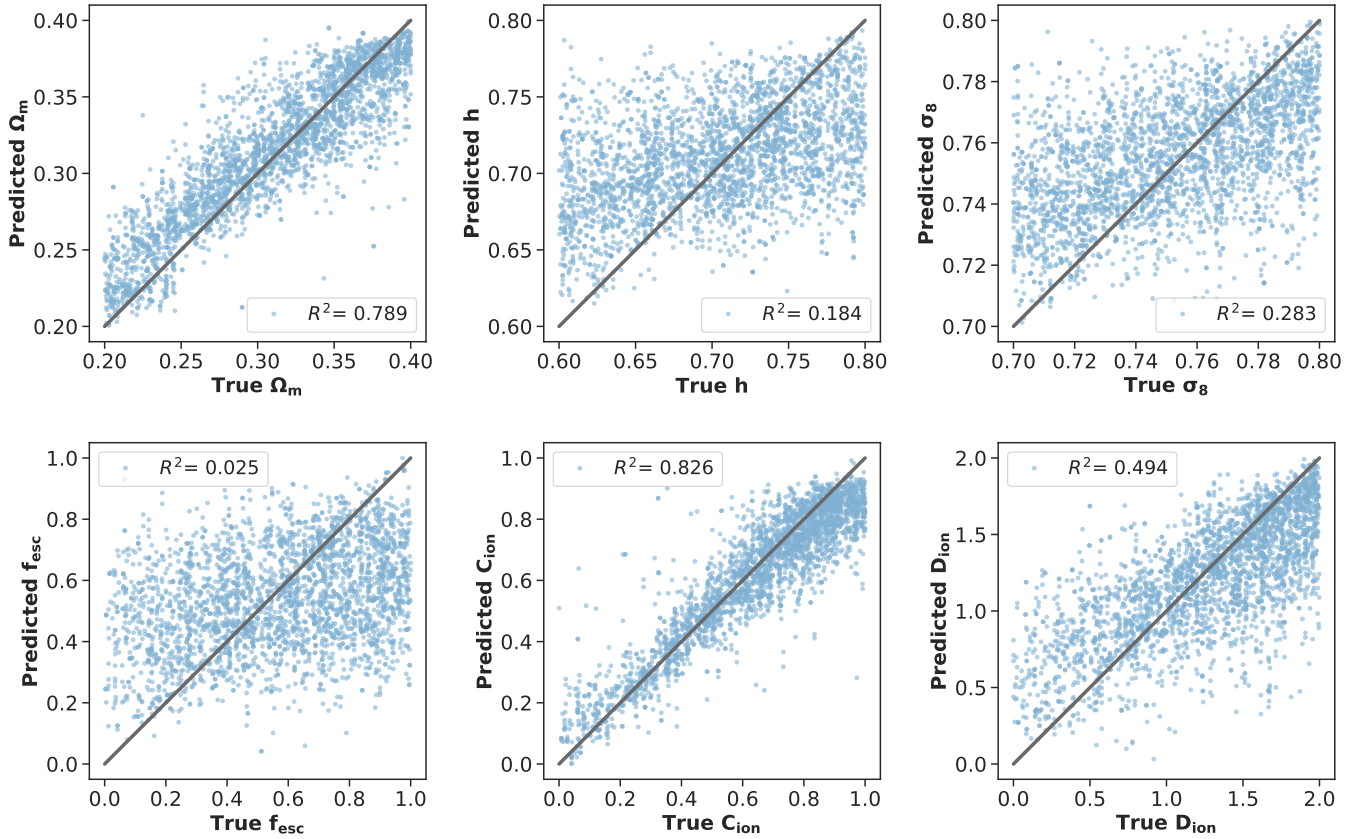 0.40
0.35
0.30
0.25
0.20
Predicted Ωm
R²= 0.789
0.20 0.25 0.30 0.35 0.40
True Ωm
0.80
0.75
0.70
0.65
0.60
Predicted h
R²= 0.184
0.60 0.65 0.70 0.75 0.80
True h
0.80
0.78
0.76
0.74
0.72
0.70
Predicted σ8
R²= 0.283
0.70 0.72 0.74 0.76 0.78 0.80
True σ8
1.0
0.8
0.6
0.4
0.2
0.0
Predicted fesc
R²= 0.025
0.0 0.2 0.4 0.6 0.8 1.0
True fesc
1.0
0.8
0.6
0.4
0.2
0.0
Predicted Cion
R²= 0.826
0.0 0.2 0.4 0.6 0.8 1.0
True Cion
2.0
1.5
1.0
0.5
0.0
Predicted Dion
R²= 0.494
0.0 0.5 1.0 1.5 2.0
True Dion